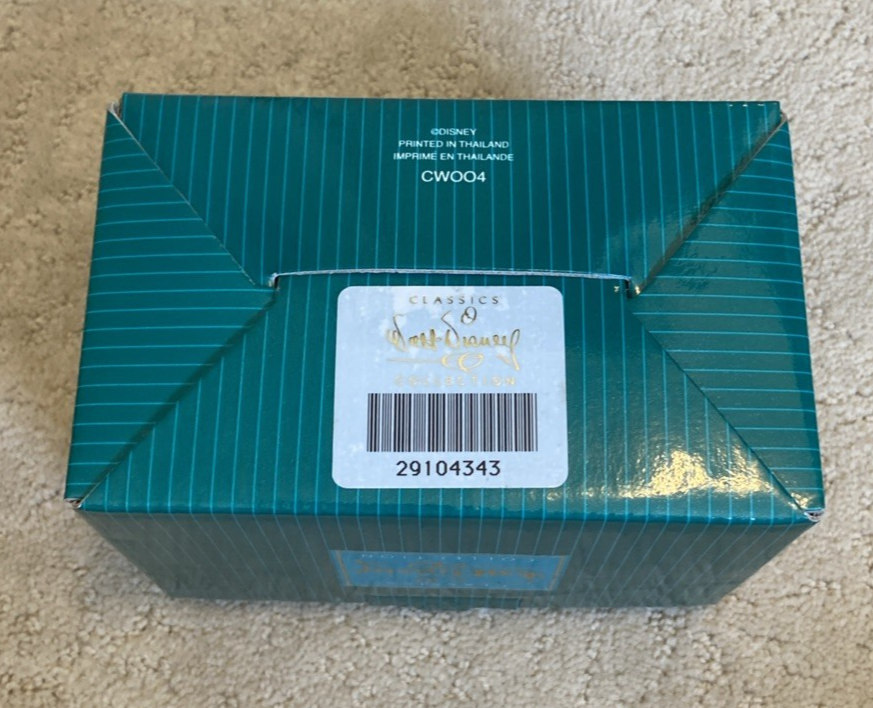 ©DISNEY
PRINTED IN THAILAND
IMPRIMÉ EN THAILANDE
CWOO4
CLASSICS
Walt Disney
COLLECTION
29104343